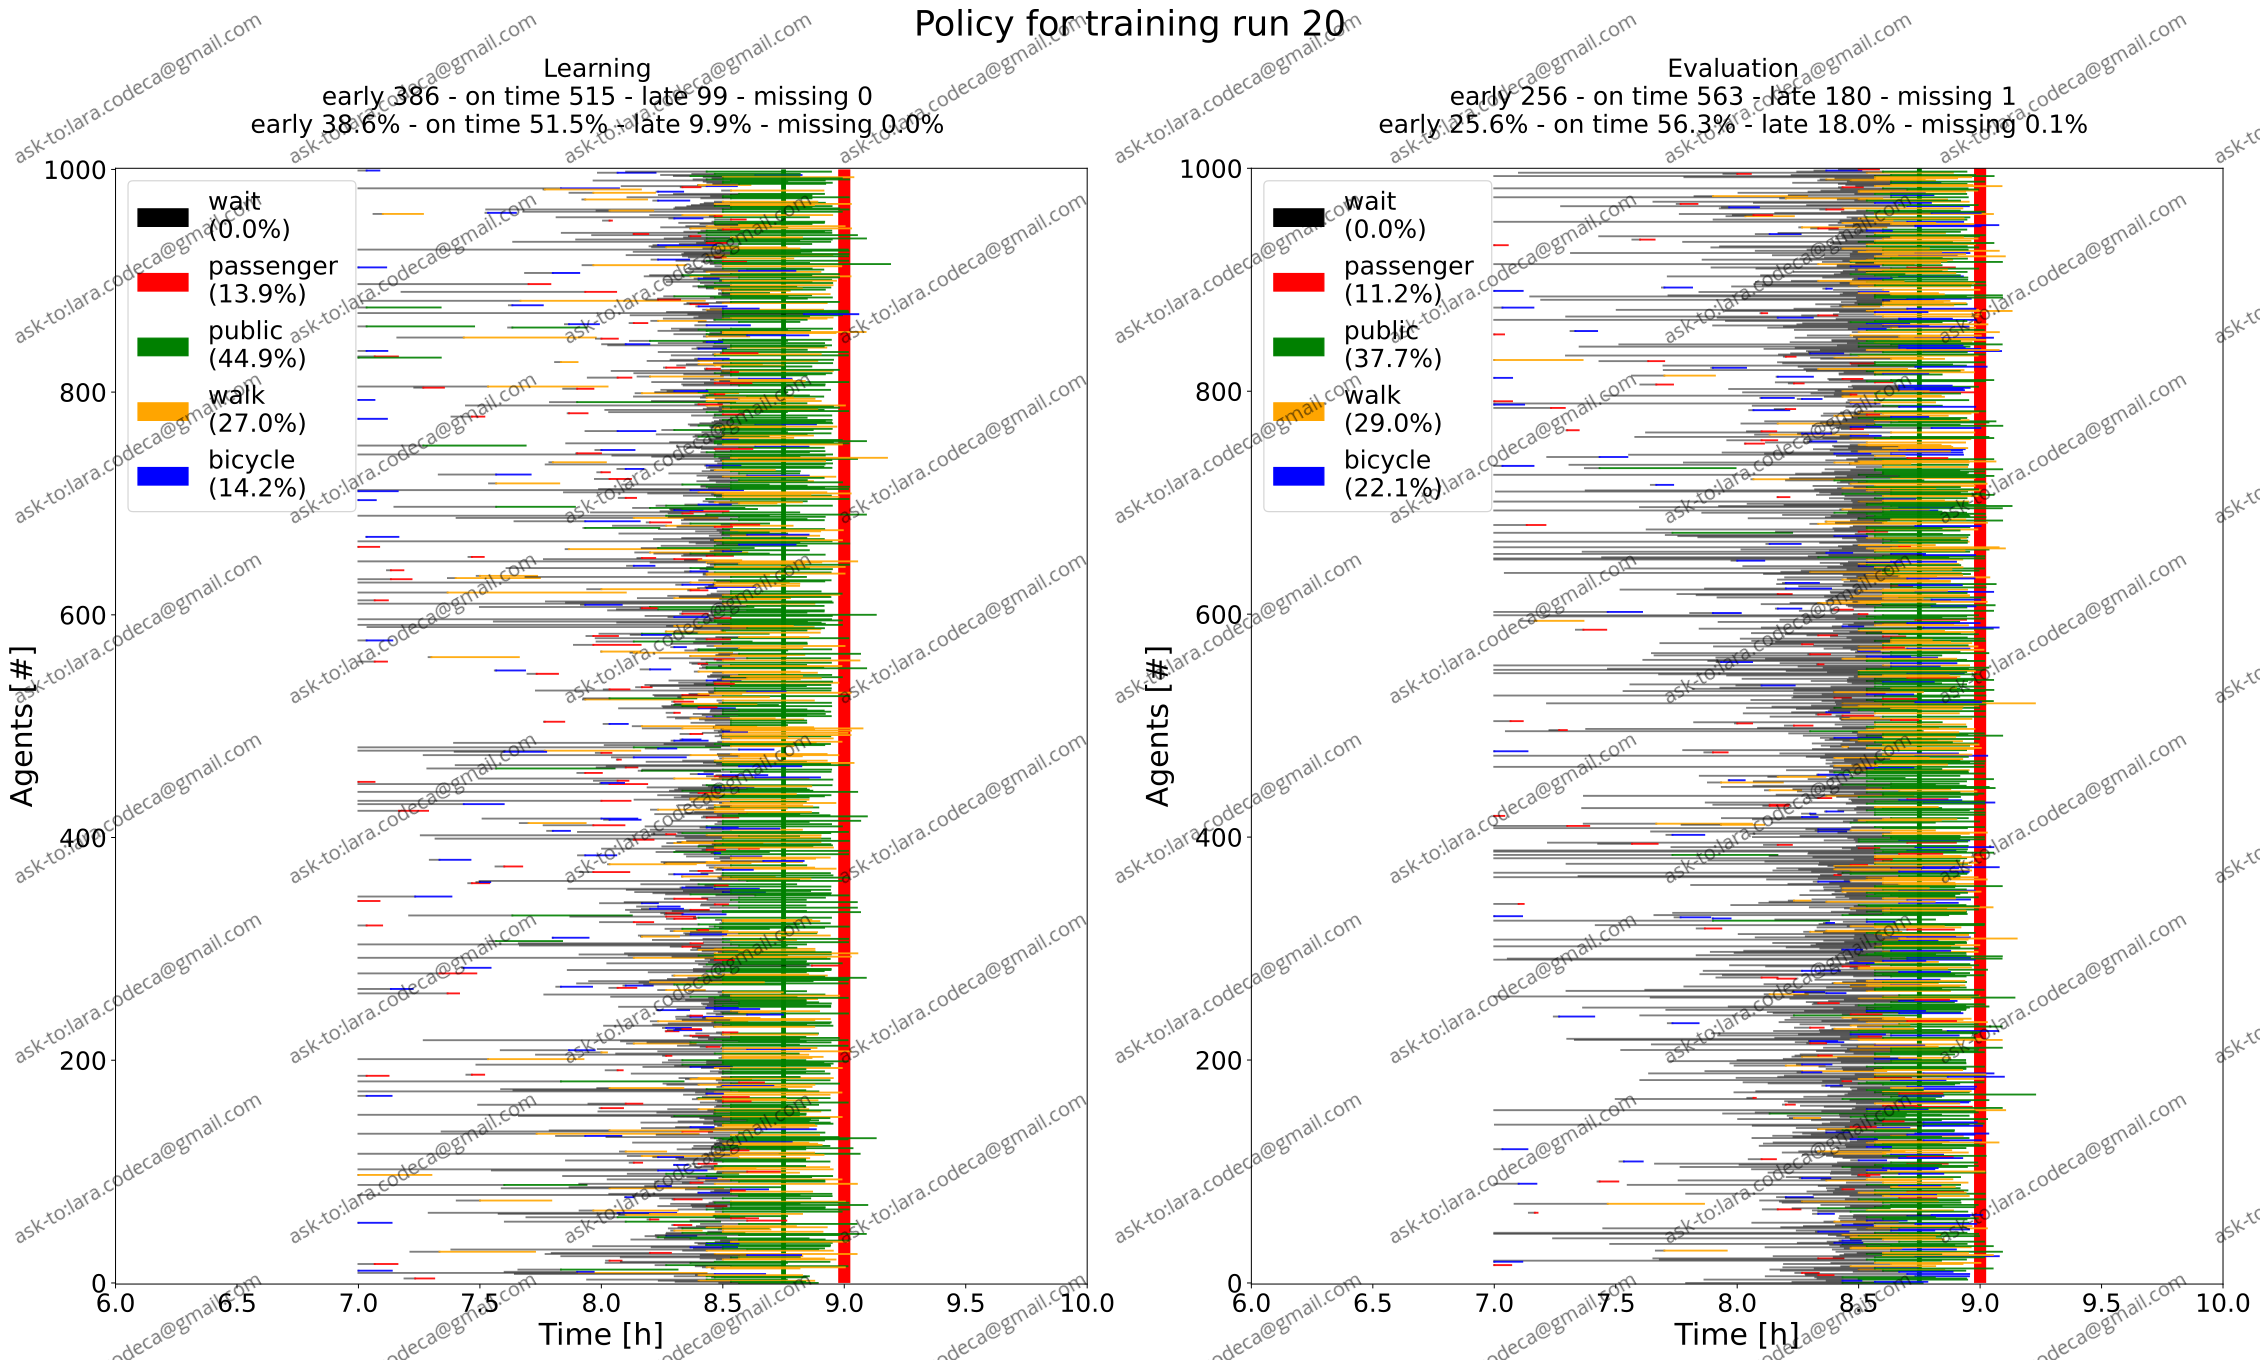 Policy for training run 20
Learning
early 386 - on time 515 - late 99 - missing 0
early 38.6% - on time 51.5% - late 9.9% - missing 0.0%
1000
800
600
400
200
0
Agents [#]
wait
(0.0%)
passenger
(13.9%)
public
(44.9%)
walk
(27.0%)
bicycle
(14.2%)
6.0 6.5 7.0 7.5 8.0 8.5 9.0 9.5 10.0
Time [h]
Evaluation
early 256 - on time 563 - late 180 - missing 1
early 25.6% - on time 56.3% - late 18.0% - missing 0.1%
1000
800
600
400
200
0
Agents [#]
wait
(0.0%)
passenger
(11.2%)
public
(37.7%)
walk
(29.0%)
bicycle
(22.1%)
6.0 6.5 7.0 7.5 8.0 8.5 9.0 9.5 10.0
Time [h]
ask-to:lara.codeca@gmail.com